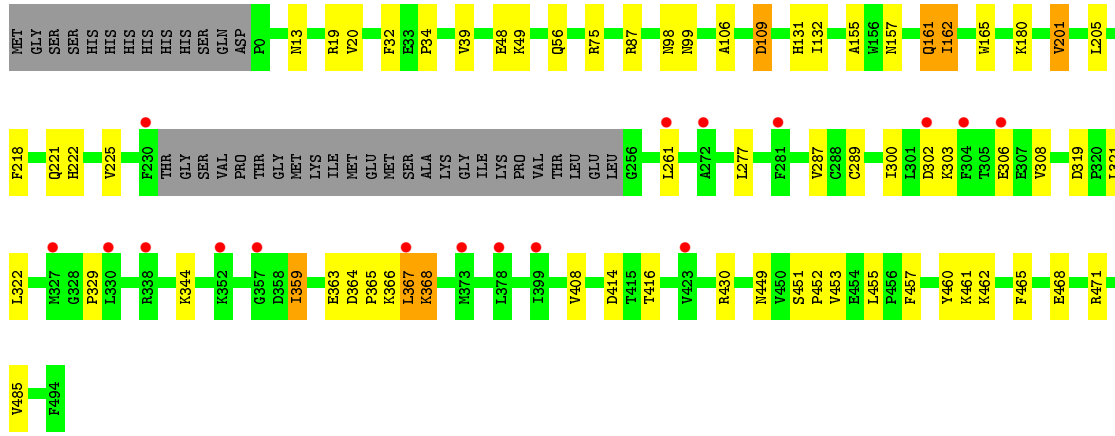 MET GLY SER SER HIS HIS HIS HIS HIS HIS SER GLN ASP P0 N13 R19 V20 F32 E33 P34 V39 E48 K49 Q56 R75 R87 N98 N99 A106 D109 H131 I132 A155 W156 N157 Q161 I162 W165 K180 V201 L205
F218 Q221 H222 V225 F230 THR GLY SER VAL PRO THR GLY MET LYS ILE MET GLU MET SER ALA LYS GLY ILE LYS PRO VAL THR LEU GLU LEU G256 L261 A272 L277 F281 V287 C288 C289 I300 L301 D302 K303 F304 T305 E306 E307 V308 D319 P320 L321
L322 M327 G328 P329 L330 R338 K344 K352 G357 D358 I359 E363 D364 P365 K366 L367 K368 M373 L378 I399 V408 D414 T415 T416 V423 R430 N449 V450 S451 P452 V453 E454 L455 P456 F457 Y460 K461 K462 F465 E468 R471
V485 F494